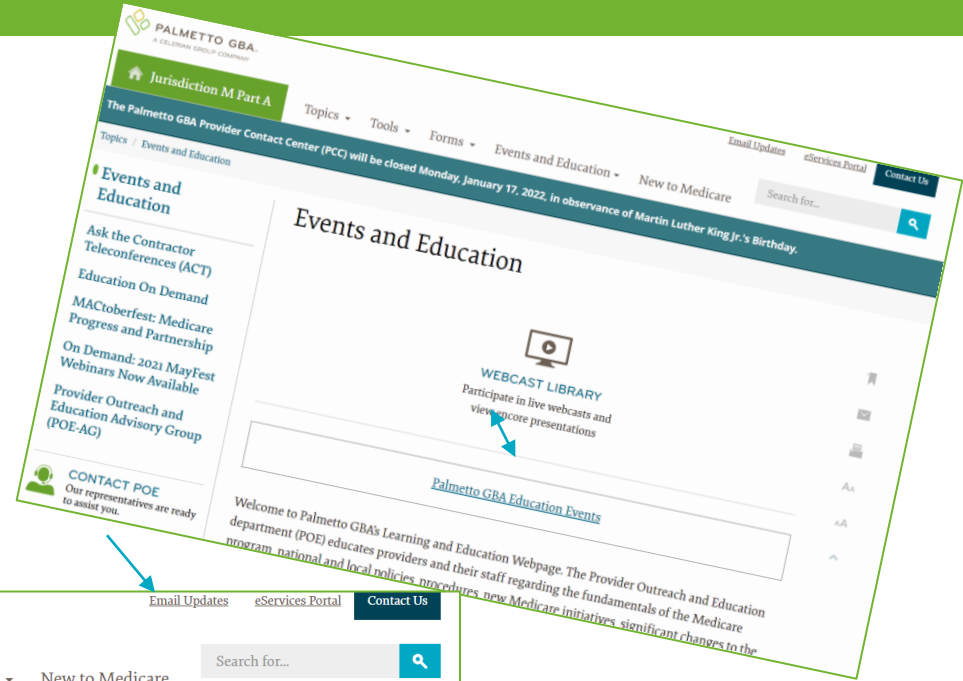 PALMETTO GBA.
A CELERIAN GROUP COMPANY
Email Updates eServices Portal Contact Us
Jurisdiction M Part A Topics Tools Forms Events and Education New to Medicare Search for...
The Palmetto GBA Provider Contact Center (PCC) will be closed Monday, January 17, 2022, in observance of Martin Luther King Jr.'s Birthday.
Topics / Events and Education
Events and
Education
Ask the Contractor
Teleconferences (ACT)
Education On Demand
MACtoberfest: Medicare
Progress and Partnership
On Demand: 2021 MayFest
Webinars Now Available
Provider Outreach and
Education Advisory Group
(POE-AG)
CONTACT POE
Our representatives are ready
to assist you.
Events and Education
WEBCAST LIBRARY
Participate in live webcasts and
view encore presentations
AA
AA
Palmetto GBA Education Events
Welcome to Palmetto GBA's Learning and Education Webpage. The Provider Outreach and Education
department (POE) educates providers and their staff regarding the fundamentals of the Medicare
program, national and local policies, procedures, new Medicare initiatives, significant changes to the
Email Updates eServices Portal Contact Us
Search for...
New to Medicare